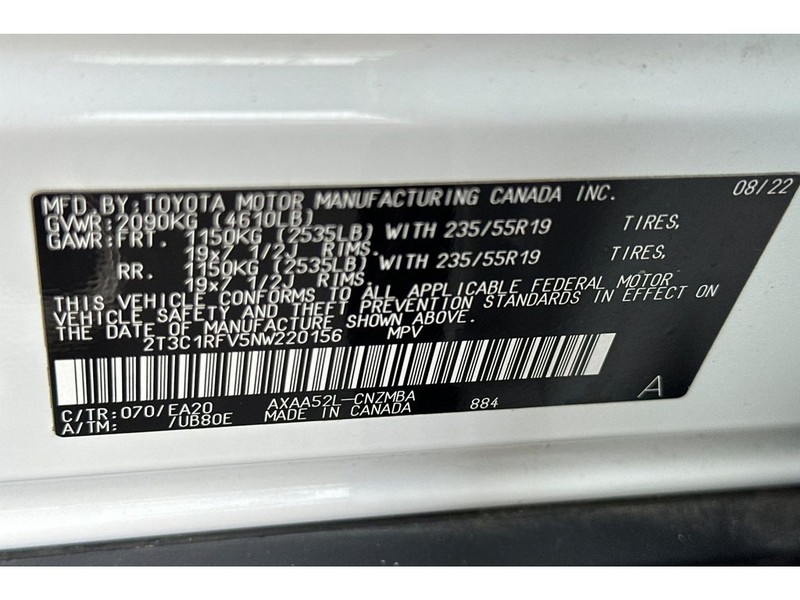 MFD. BY: TOYOTA MOTOR MANUFACTURING CANADA INC. 08/22
GVWR: 2090KG (4610LB)
GAWR: FRT. 1150KG (2535LB) WITH 235/55R19 TIRES,
19x7 1/2J RIMS.
RR. 1150KG (2535LB) WITH 235/55R19 TIRES,
19x7 1/2J RIMS.
THIS VEHICLE CONFORMS TO ALL APPLICABLE FEDERAL MOTOR
VEHICLE SAFETY AND THEFT PREVENTION STANDARDS IN EFFECT ON
THE DATE OF MANUFACTURE SHOWN ABOVE.
2T3C1RFV5NW220156 MPV
C/TR: 070/EA20 AXAA52L-CNZMBA A
A/TM: /UB80E MADE IN CANADA 884